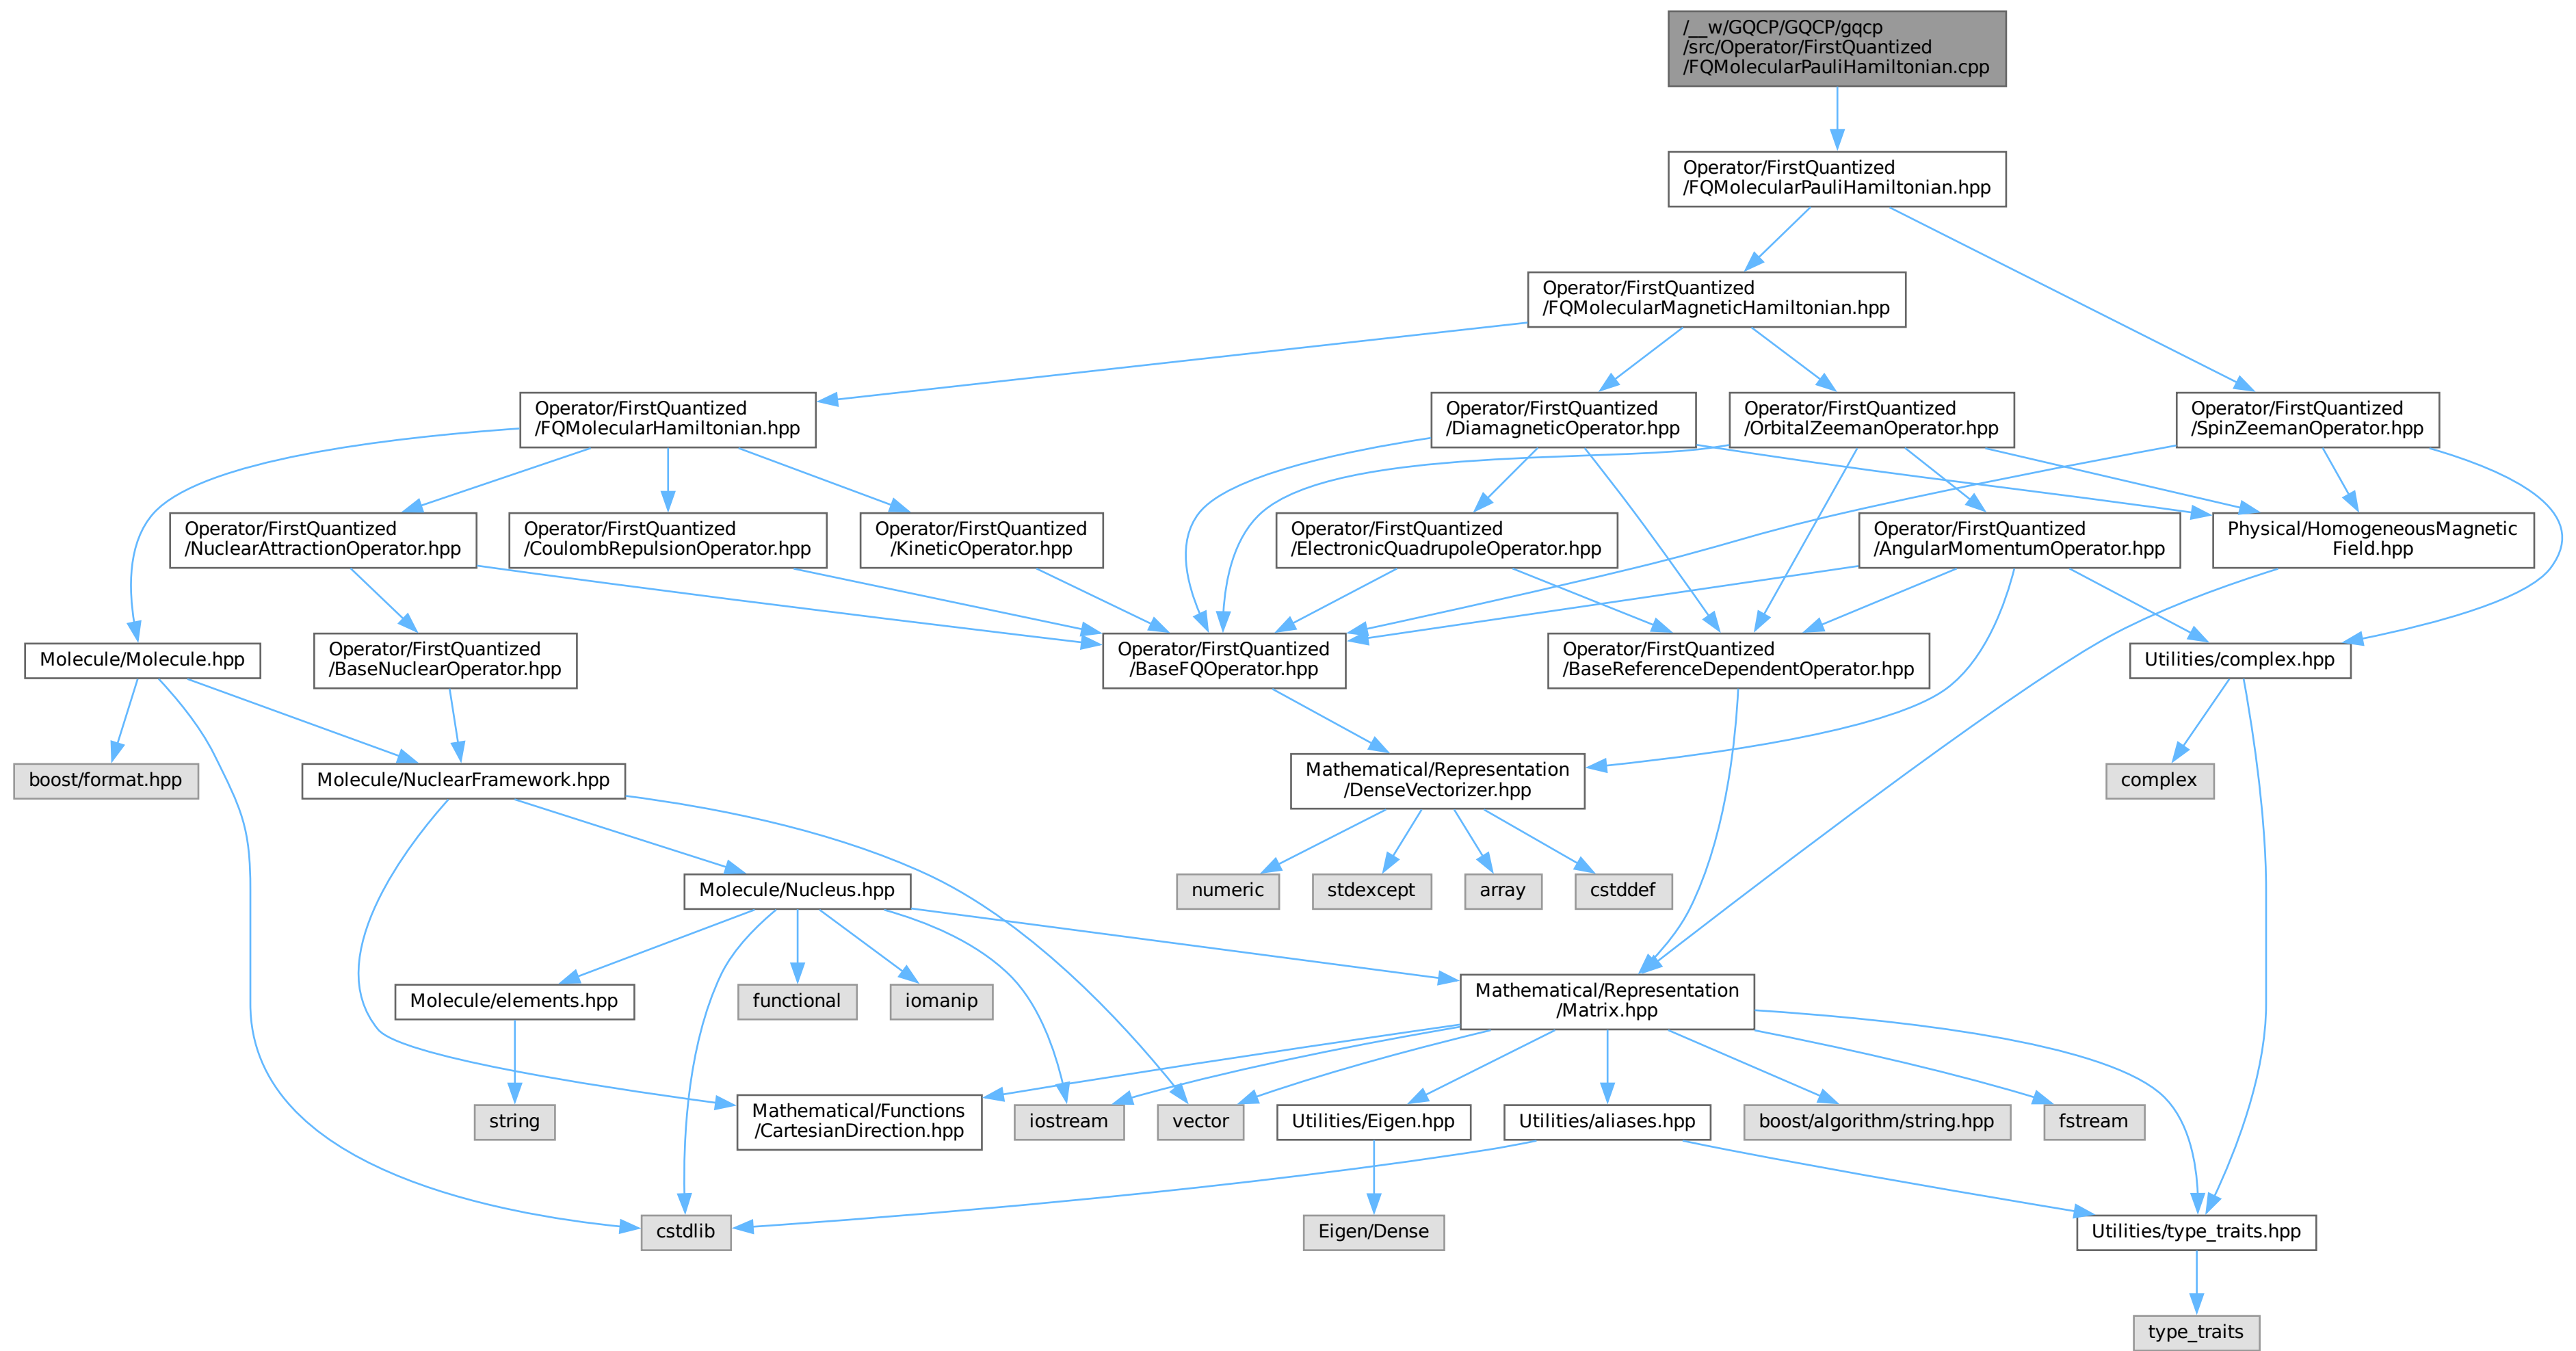 /__w/GQCP/GQCP/gqcp
/src/Operator/FirstQuantized
/FQMolecularPauliHamiltonian.cpp
Operator/FirstQuantized
/FQMolecularPauliHamiltonian.hpp
Operator/FirstQuantized
/FQMolecularMagneticHamiltonian.hpp
Operator/FirstQuantized
/FQMolecularHamiltonian.hpp
Operator/FirstQuantized
/DiamagneticOperator.hpp
Operator/FirstQuantized
/OrbitalZeemanOperator.hpp
Operator/FirstQuantized
/SpinZeemanOperator.hpp
Operator/FirstQuantized
/NuclearAttractionOperator.hpp
Operator/FirstQuantized
/CoulombRepulsionOperator.hpp
Operator/FirstQuantized
/KineticOperator.hpp
Operator/FirstQuantized
/ElectronicQuadrupoleOperator.hpp
Operator/FirstQuantized
/AngularMomentumOperator.hpp
Physical/HomogeneousMagnetic
Field.hpp
Molecule/Molecule.hpp
Operator/FirstQuantized
/BaseNuclearOperator.hpp
Operator/FirstQuantized
/BaseFQOperator.hpp
Operator/FirstQuantized
/BaseReferenceDependentOperator.hpp
Utilities/complex.hpp
boost/format.hpp
Molecule/NuclearFramework.hpp
Mathematical/Representation
/DenseVectorizer.hpp
complex
Molecule/Nucleus.hpp
numeric
stdexcept
array
cstddef
Molecule/elements.hpp
functional
iomanip
Mathematical/Representation
/Matrix.hpp
string
Mathematical/Functions
/CartesianDirection.hpp
iostream
vector
Utilities/Eigen.hpp
Utilities/aliases.hpp
boost/algorithm/string.hpp
fstream
cstdlib
Eigen/Dense
Utilities/type_traits.hpp
type_traits